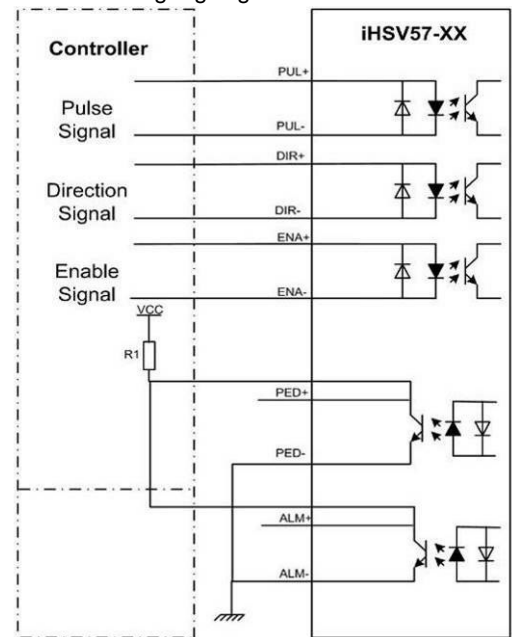 iHSV57-XX
Controller
PUL+
Pulse
Signal
PUL-
DIR+
Direction
Signal
DIR-
ENA+
Enable
Signal
ENA-
VCC
R1
PED+
PED-
ALM+
ALM-